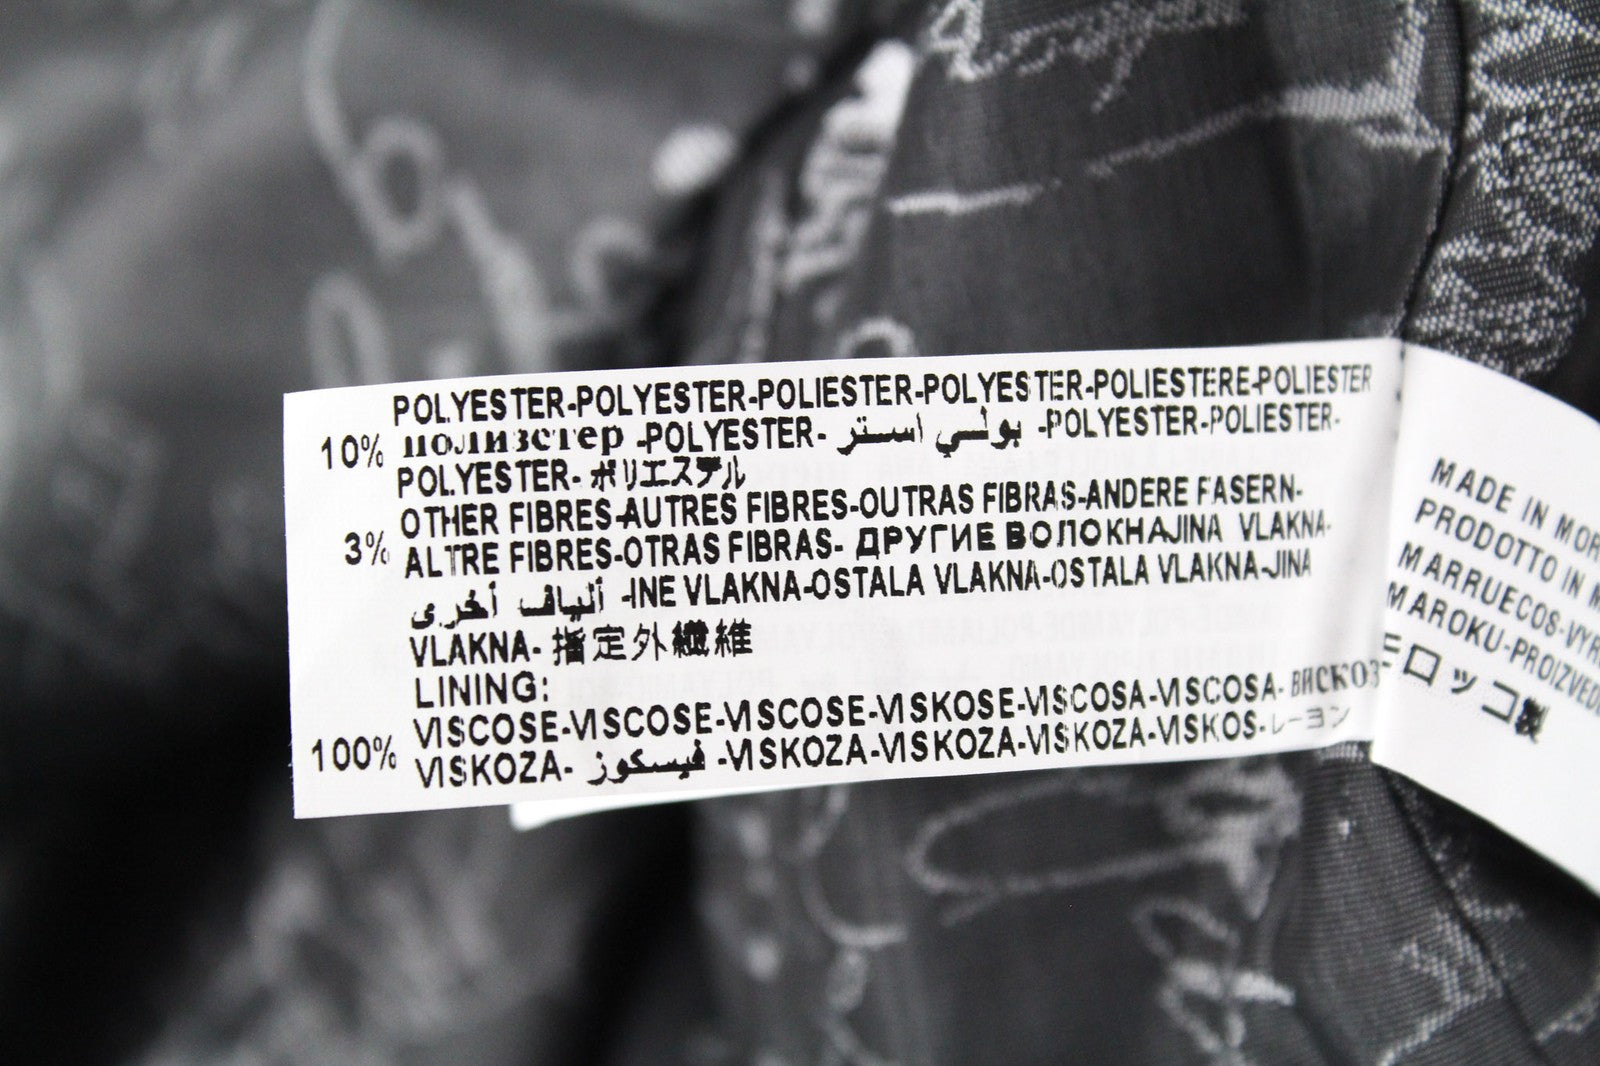 POLYESTER-POLYESTER-POLIESTER-POLYESTER-POLIESTERE-POLIESTER
10% полиэстер -POLYESTER- بولسي استر -POLYESTER-POLIESTER-
POLYESTER- ポリエステル
OTHER FIBRES-AUTRES FIBRES-OUTRAS FIBRAS-ANDERE FASERN-
3% ALTRE FIBRES-OTRAS FIBRAS- ДРУГИЕ ВОЛОКНАJINA VLAKNA-
ألياف أخرى -INE VLAKNA-OSTALA VLAKNA-OSTALA VLAKNA-JINA
VLAKNA- 指定外繊維
LINING:
VISCOSE-VISCOSE-VISCOSE-VISKOSE-VISCOSA-VISCOSA- ВИСКОЗ
100% VISKOZA- فيسكوز -VISKOZA-VISKOZA-VISKOZA-VISKOS-レーヨン
MADE IN MOR
PRODOTTO IN M
MARRUECOS-VYR
MAROKU-PROIZVEDE
モロッコ製